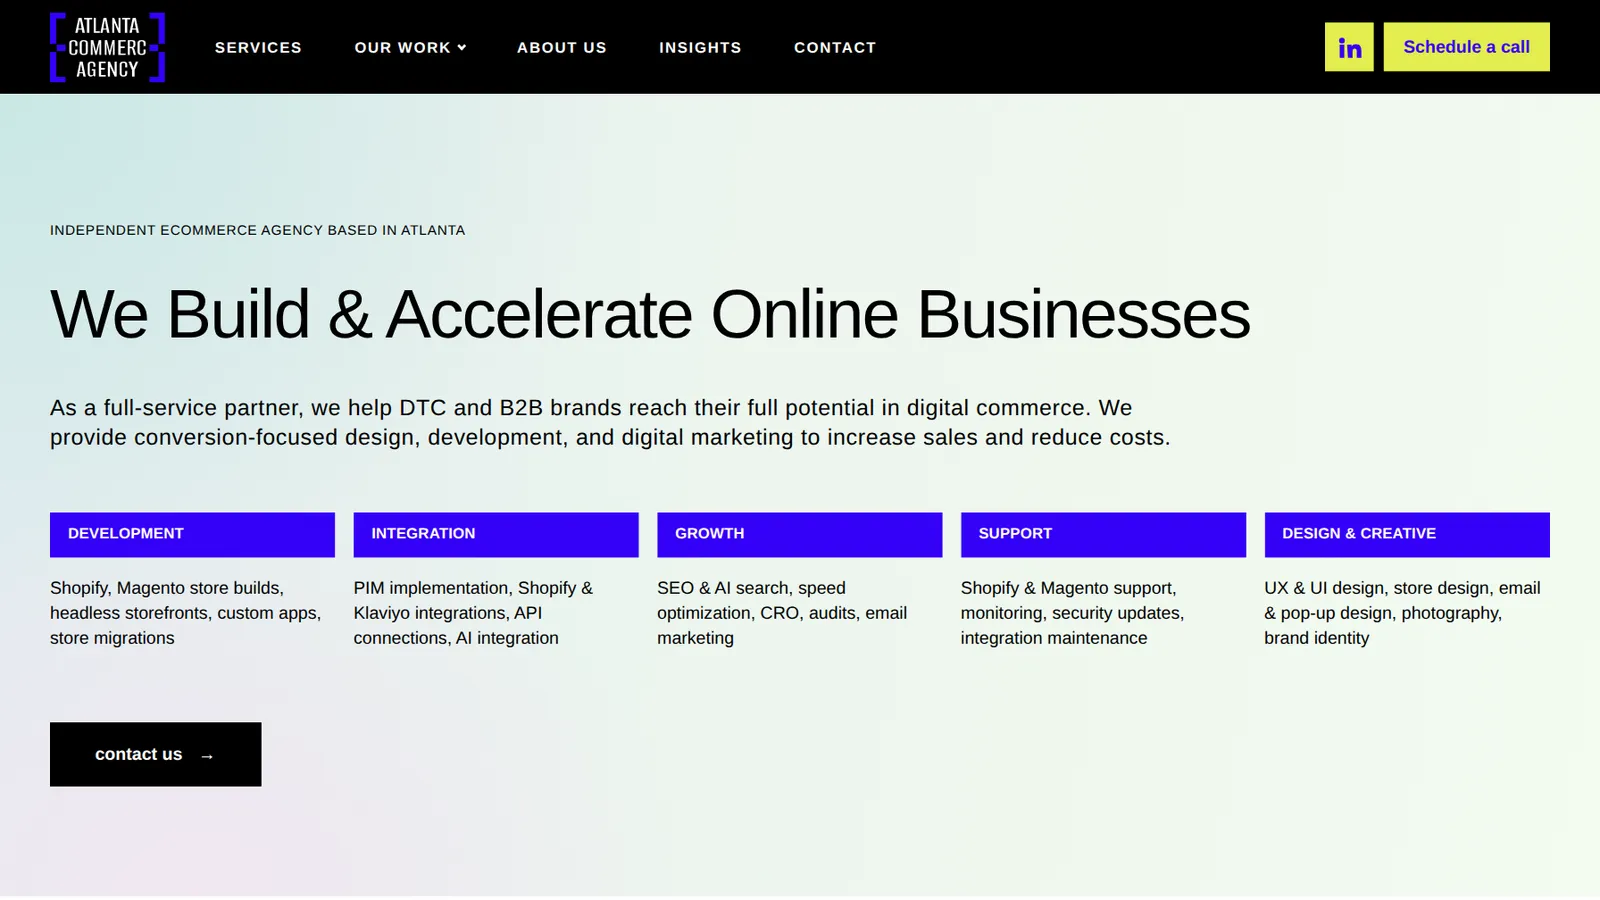 ATLANTA
COMMERC
AGENCY
SERVICES
OUR WORK
ABOUT US
INSIGHTS
CONTACT
in
Schedule a call
INDEPENDENT ECOMMERCE AGENCY BASED IN ATLANTA
We Build & Accelerate Online Businesses
As a full-service partner, we help DTC and B2B brands reach their full potential in digital commerce. We
provide conversion-focused design, development, and digital marketing to increase sales and reduce costs.
DEVELOPMENT
Shopify, Magento store builds,
headless storefronts, custom apps,
store migrations
INTEGRATION
PIM implementation, Shopify &
Klaviyo integrations, API
connections, AI integration
GROWTH
SEO & AI search, speed
optimization, CRO, audits, email
marketing
SUPPORT
Shopify & Magento support,
monitoring, security updates,
integration maintenance
DESIGN & CREATIVE
UX & UI design, store design, email
& pop-up design, photography,
brand identity
contact us →